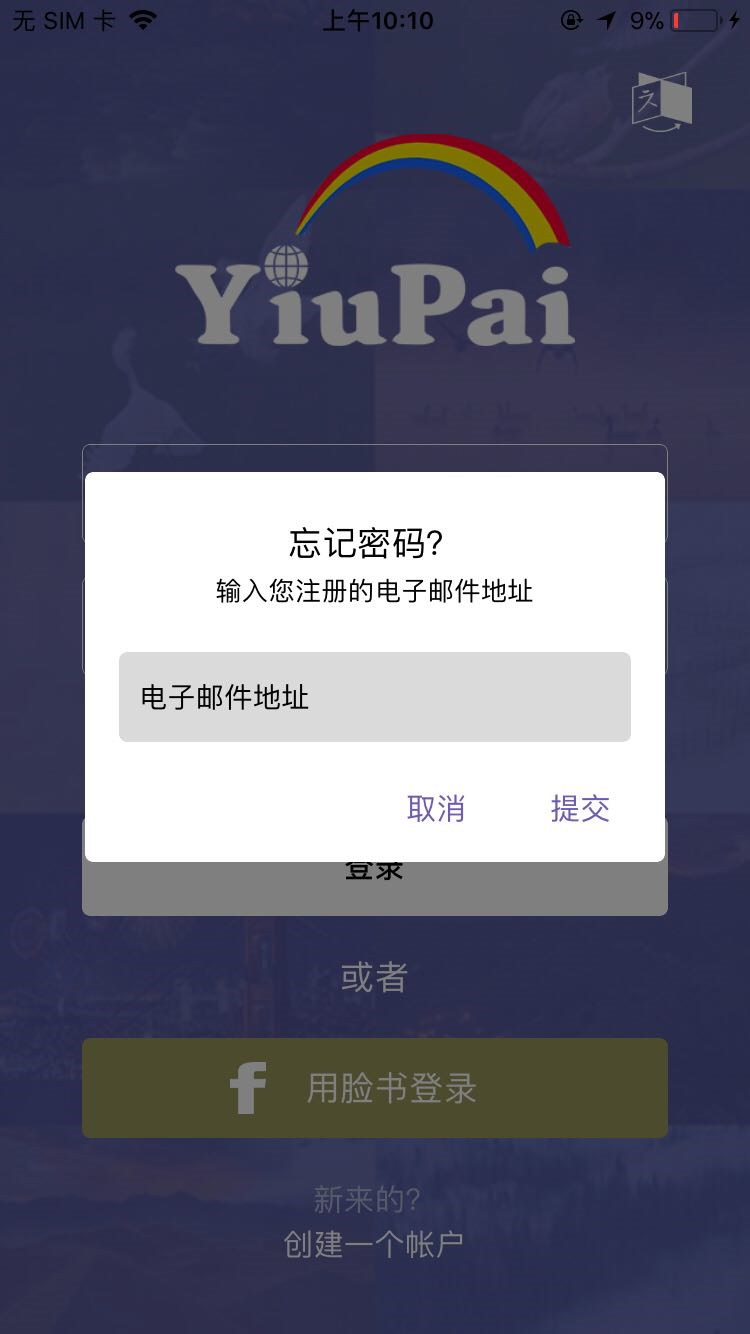 无 SIM 卡
上午10:10
9%
YiuPai
忘记密码?
输入您注册的电子邮件地址
电子邮件地址
取消
提交
登录
或者
f 用脸书登录
新来的?
创建一个帐户